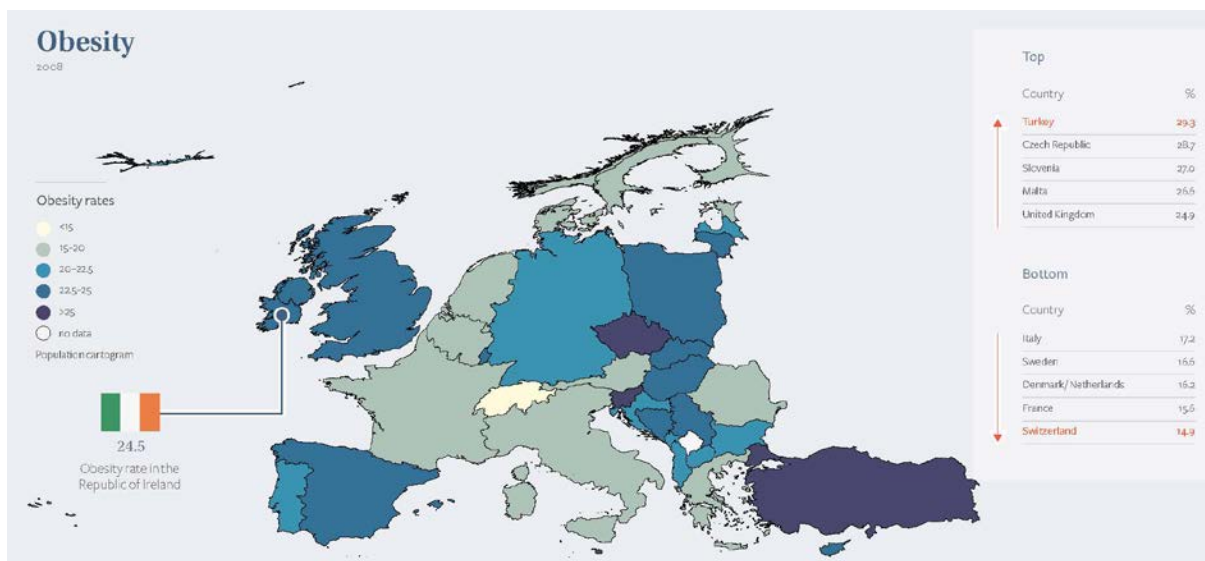 Obesity
2008
Obesity rates
<15
15-20
20-22.5
22.5-25
>25
no data
Population cartogram
24.5
Obesity rate in the
Republic of Ireland
Top
Country %
Turkey 29.3
Czech Republic 28.7
Slovenia 27.0
Malta 26.6
United Kingdom 24.9
Bottom
Country %
Italy 17.2
Sweden 16.6
Denmark/Netherlands 16.2
France 15.6
Switzerland 14.9